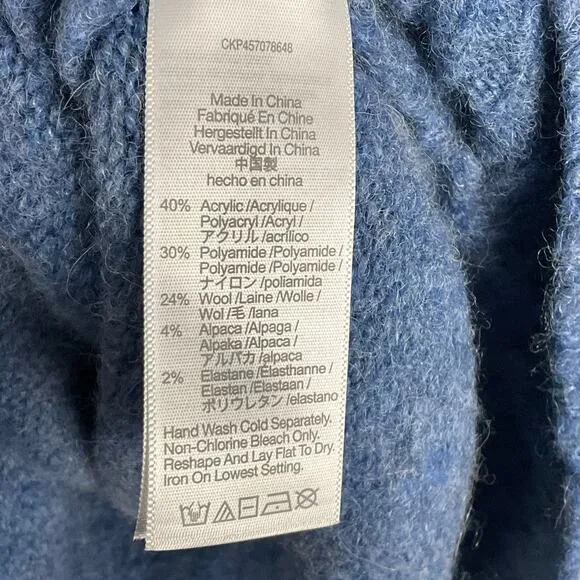 CKP457078648
Made In China
Fabriqué En Chine
Hergestellt In China
Vervaardigd In China
中国製
hecho en china
40% Acrylic /Acrylique /
Polyacryl /Acryl /
アクリル /acrílico
30% Polyamide /Polyamide /
Polyamide /Polyamide /
ナイロン /poliamida
24% Wool /Laine /Wolle /
Wol /毛 /lana
4% Alpaca /Alpaga /
Alpaka /Alpaca /
アルパカ /alpaca
2% Elastane /Élasthanne /
Elastan /Elastaan /
ポリウレタン /elastano
Hand Wash Cold Separately.
Non-Chlorine Bleach Only.
Reshape And Lay Flat To Dry.
Iron On Lowest Setting.